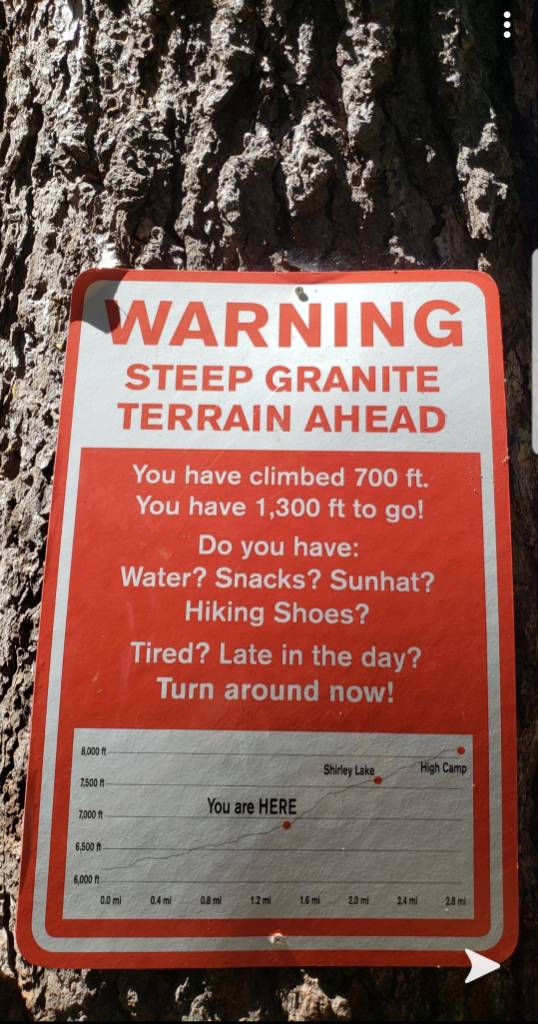 WARNING
STEEP GRANITE
TERRAIN AHEAD
You have climbed 700 ft.
You have 1,300 ft to go!
Do you have:
Water? Snacks? Sunhat?
Hiking Shoes?
Tired? Late in the day?
Turn around now!
8,000 ft
Shirley Lake
High Camp
7,500 ft
You are HERE
7,000 ft
6,500 ft
6,000 ft
0.0 mi 0.4 mi 0.8 mi 1.2 mi 1.6 mi 2.0 mi 2.4 mi 2.8 mi